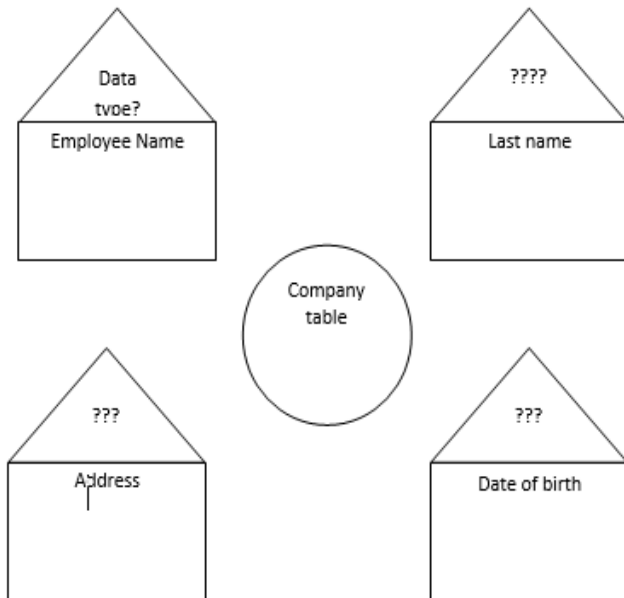 Data
type?
????
Employee Name
Last name
Company
table
???
???
Address
Date of birth